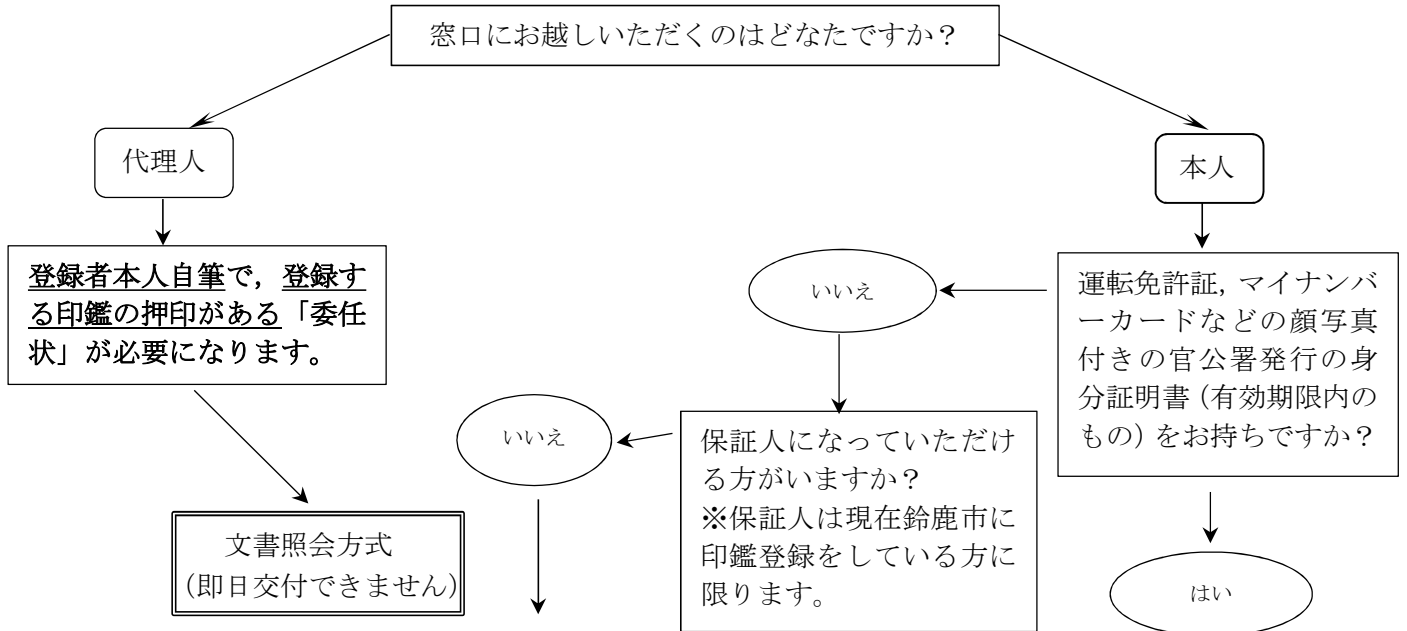 窓口にお越しいただくのはどなたですか？
代理人
本人
登録者本人自筆で，登録す
る印鑑の押印がある「委任
状」が必要になります。
いいえ
運転免許証，マイナンバ
ーカードなどの顔写真
付きの官公署発行の身
分証明書（有効期限内の
もの）をお持ちですか？
いいえ
保証人になっていただけ
る方がいますか？
※保証人は現在鈴鹿市に
印鑑登録をしている方に
限ります。
文書照会方式
（即日交付できません）
はい